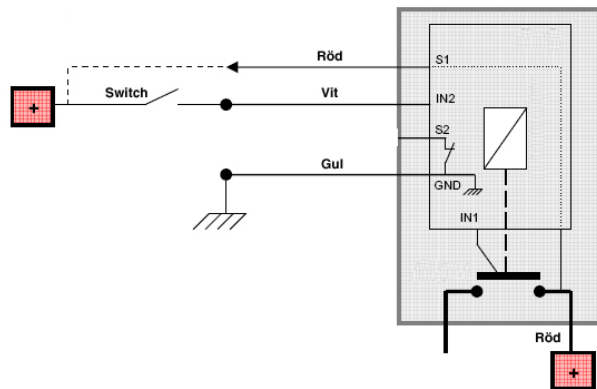 Röd
S1
+
Switch
Vit
IN2
S2
Gul
GND
IN1
Röd
+